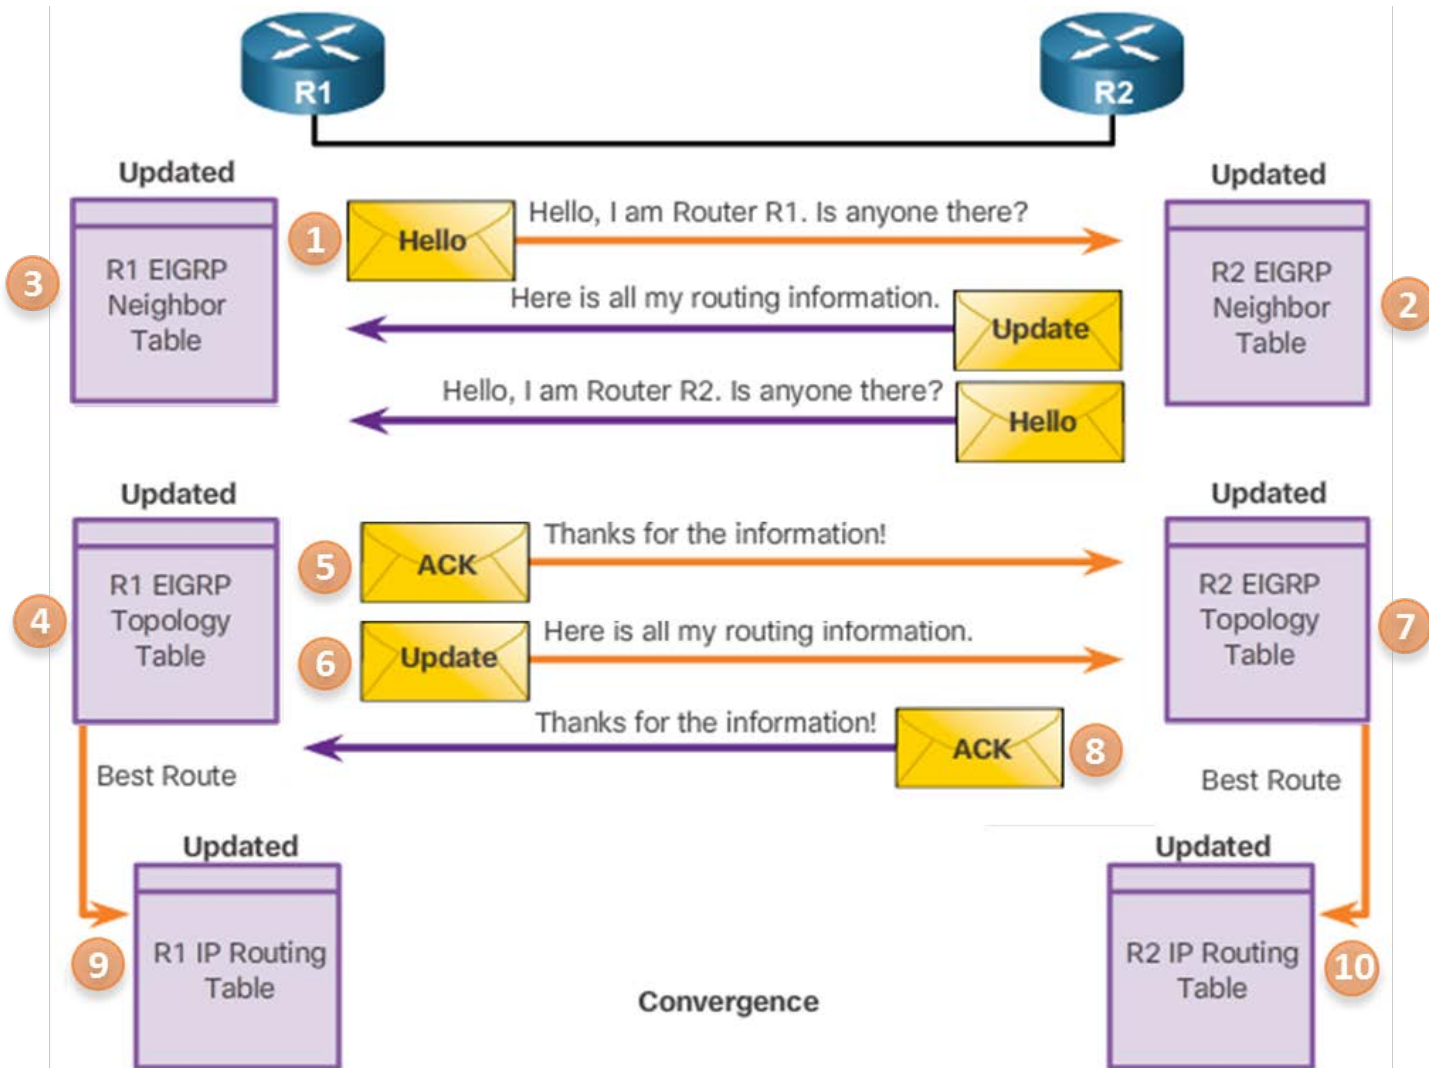 R1
R2
Updated
Updated
Hello, I am Router R1. Is anyone there?
1
Hello
3
R1 EIGRP
Neighbor
Table
R2 EIGRP
Neighbor
Table
2
Here is all my routing information.
Update
Hello, I am Router R2. Is anyone there?
Hello
Updated
Updated
Thanks for the information!
5
ACK
4
R1 EIGRP
Topology
Table
R2 EIGRP
Topology
Table
7
Here is all my routing information.
6
Update
Thanks for the information!
ACK
8
Best Route
Best Route
Updated
Updated
9
R1 IP Routing
Table
R2 IP Routing
Table
10
Convergence